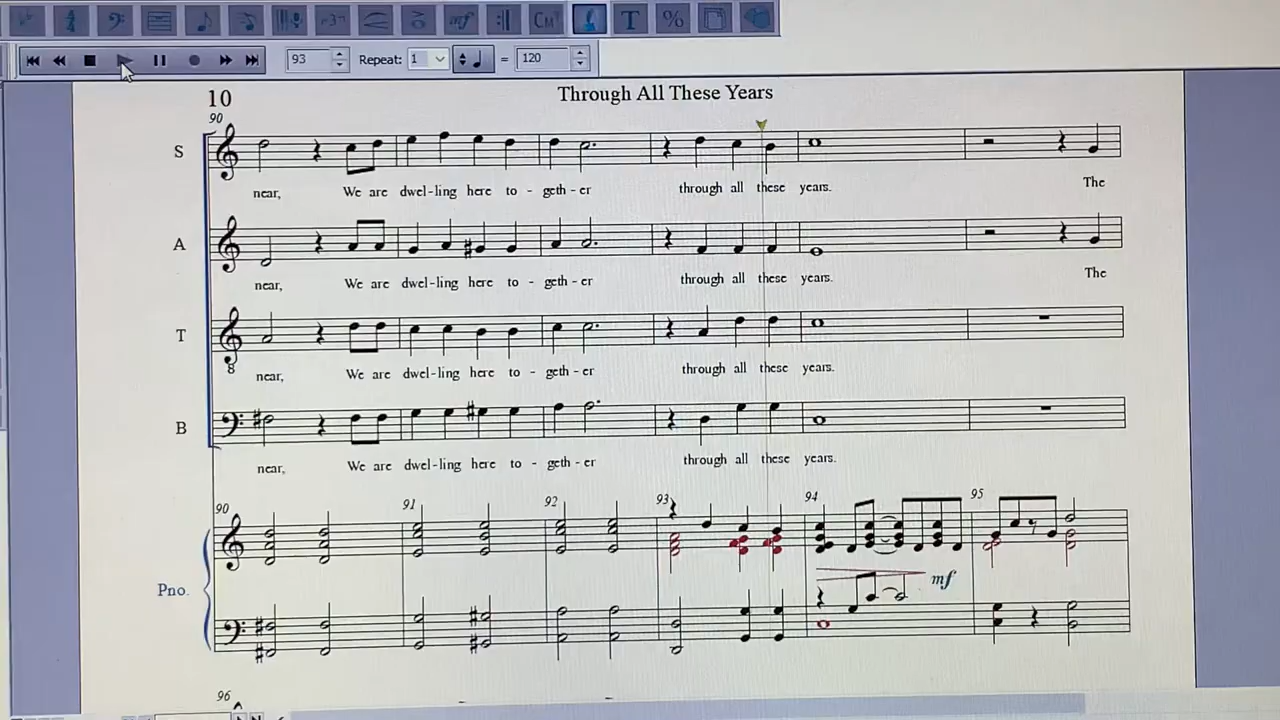 mf CM T %
93 Repeat: 1 = 120
10 Through All These Years
90
S
near, We are dwel-ling here to - geth-er through all these years. The
A
near, We are dwel-ling here to - geth-er through all these years. The
T
8
near, We are dwel-ling here to - geth-er through all these years.
B
near, We are dwel-ling here to - geth-er through all these years.
90 91 92 93 94 95
Pno.
mf
96